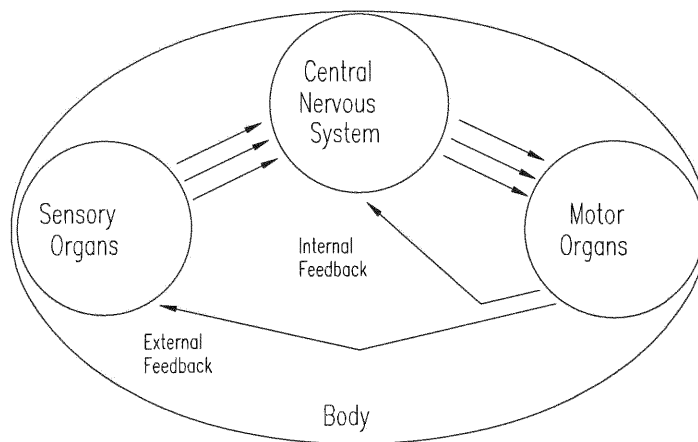 Central
Nervous
System
Sensory
Organs
Motor
Organs
Internal
Feedback
External
Feedback
Body